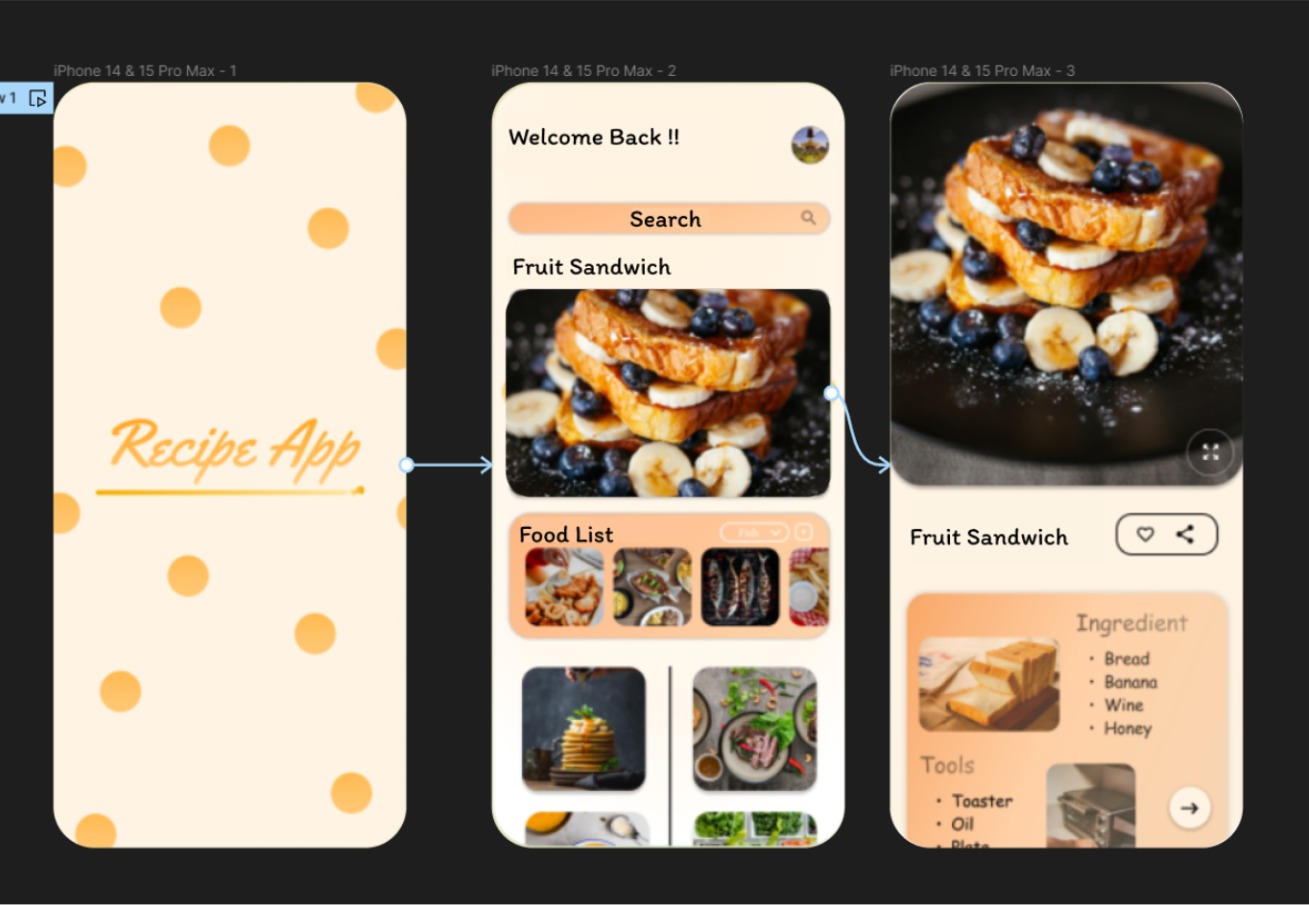 iPhone 14 & 15 Pro Max - 1
iPhone 14 & 15 Pro Max - 2
iPhone 14 & 15 Pro Max - 3
w 1
Recipe App
Welcome Back !!
Search
Fruit Sandwich
Food List
Fish
Fruit Sandwich
Ingredient
• Bread
• Banana
• Wine
• Honey
Tools
• Toaster
• Oil
• Plate